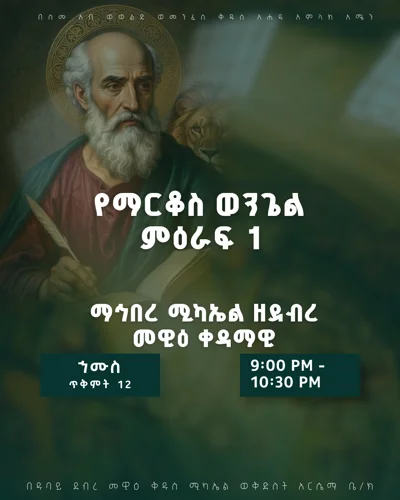 በስመ አብ ወወልድ ወመንፈስ ቅዱስ አሐዱ አምላክ አሜን
የማርቆስ ወንጌል
ምዕራፍ 1
ማኅበረ ሚካኤል ዘደብረ
መዊዕ ቀዳማዊ
ኀሙስ
ጥቅምት 12
9:00 PM -
10:30 PM
በዱባይ ደብረ መዊዕ ቅዱስ ሚካኤል ወቅድስት አርሴማ ቤ/ክ